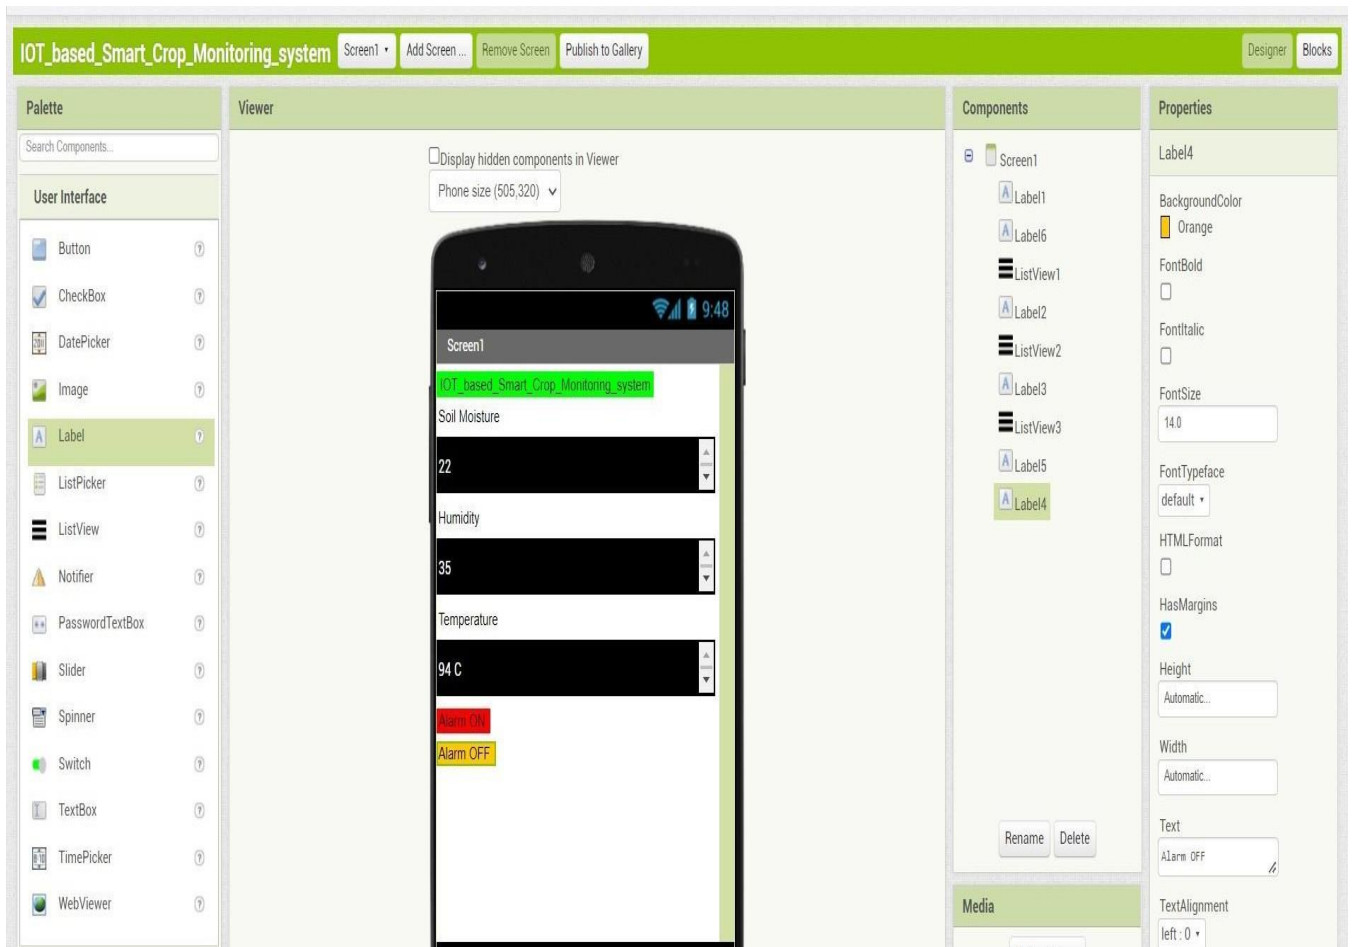 IOT_based_Smart_Crop_Monitoring_system Screen1 Add Screen ... Remove Screen Publish to Gallery Designer Blocks
Palette
Search Components...
User Interface
Button
CheckBox
DatePicker
Image
Label
ListPicker
ListView
Notifier
PasswordTextBox
Slider
Spinner
Switch
TextBox
TimePicker
WebViewer
Viewer
Display hidden components in Viewer
Phone size (505,320)
9:48
Screen1
IOT_based_Smart_Crop_Monitoring_system
Soil Moisture
22
Humidity
35
Temperature
94 C
Alarm ON
Alarm OFF
Components
Screen1
Label1
Label6
ListView1
Label2
ListView2
Label3
ListView3
Label5
Label4
Rename Delete
Media
Properties
Label4
BackgroundColor
Orange
FontBold
FontItalic
FontSize
14.0
FontTypeface
default
HTMLFormat
HasMargins
Height
Automatic...
Width
Automatic...
Text
Alarm OFF
TextAlignment
left : 0